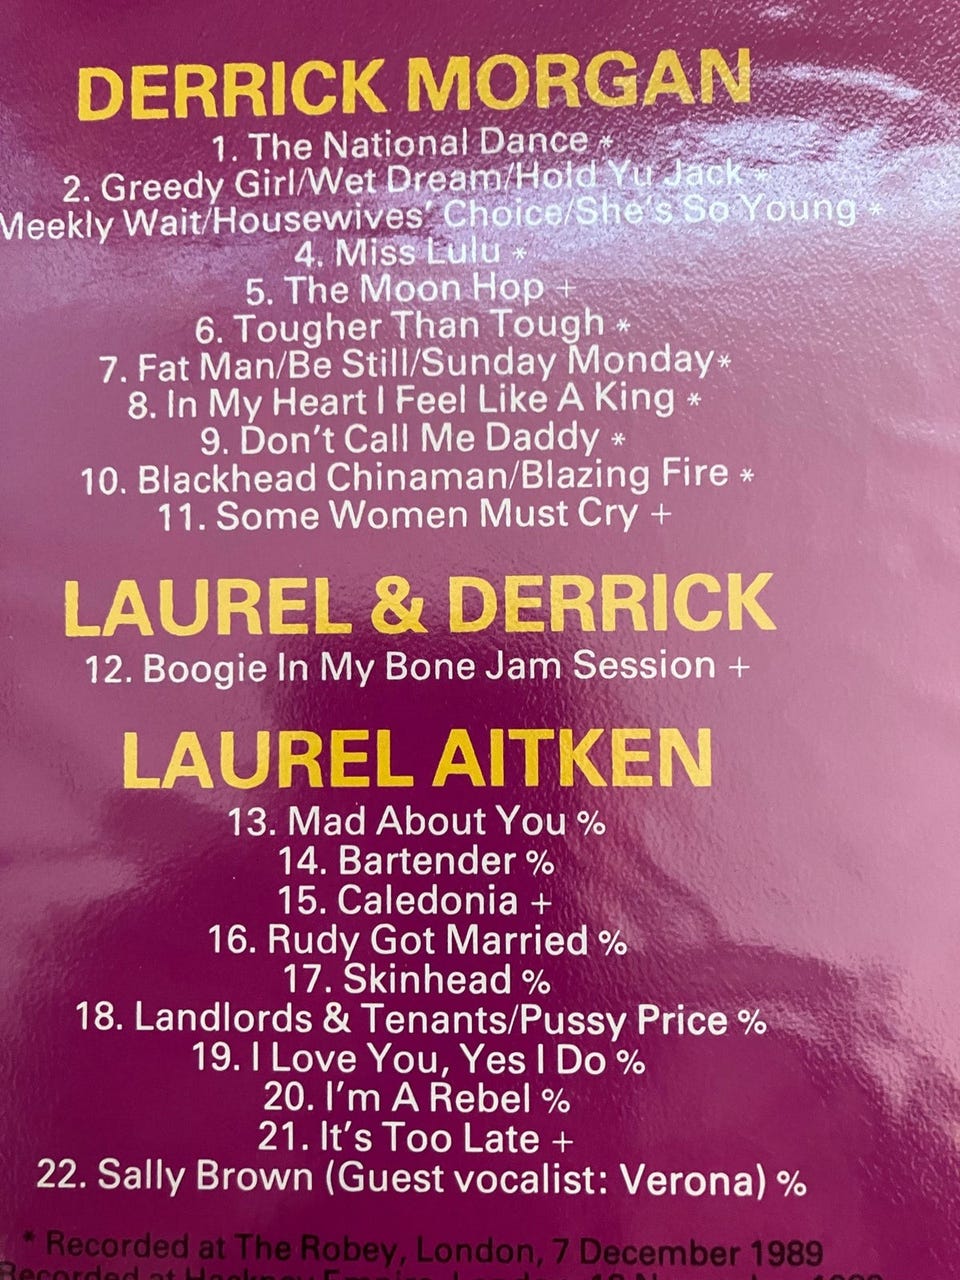 DERRICK MORGAN
1. The National Dance *
2. Greedy Girl/Wet Dream/Hold Yu Jack *
Meekly Wait/Housewives' Choice/She's So Young *
4. Miss Lulu *
5. The Moon Hop +
6. Tougher Than Tough *
7. Fat Man/Be Still/Sunday Monday*
8. In My Heart I Feel Like A King *
9. Don't Call Me Daddy *
10. Blackhead Chinaman/Blazing Fire *
11. Some Women Must Cry +
LAUREL & DERRICK
12. Boogie In My Bone Jam Session +
LAUREL AITKEN
13. Mad About You %
14. Bartender %
15. Caledonia +
16. Rudy Got Married %
17. Skinhead %
18. Landlords & Tenants/Pussy Price %
19. I Love You, Yes I Do %
20. I'm A Rebel %
21. It's Too Late +
22. Sally Brown (Guest vocalist: Verona) %
* Recorded at The Robey, London, 7 December 1989
Recorded at Hackney Empire, London,